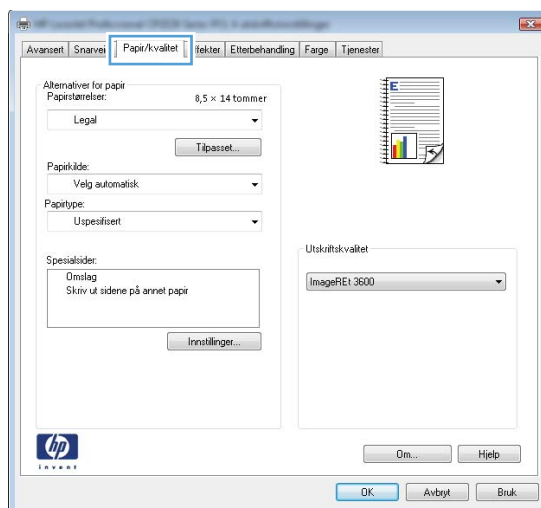 Avansert Snarvei Papir/kvalitet fekter Etterbehandling Farge Tjenester
Alternativer for papir
Papirstørrelser: 8,5 × 14 tommer
Legal
Tilpasset...
Papirkilde:
Velg automatisk
Papirtype:
Uspesifisert
Spesialsider:
Omslag
Skriv ut sidene på annet papir
Innstillinger...
E
Utskriftskvalitet
ImageREt 3600
hp
invent
Om... Hjelp
OK Avbryt Bruk